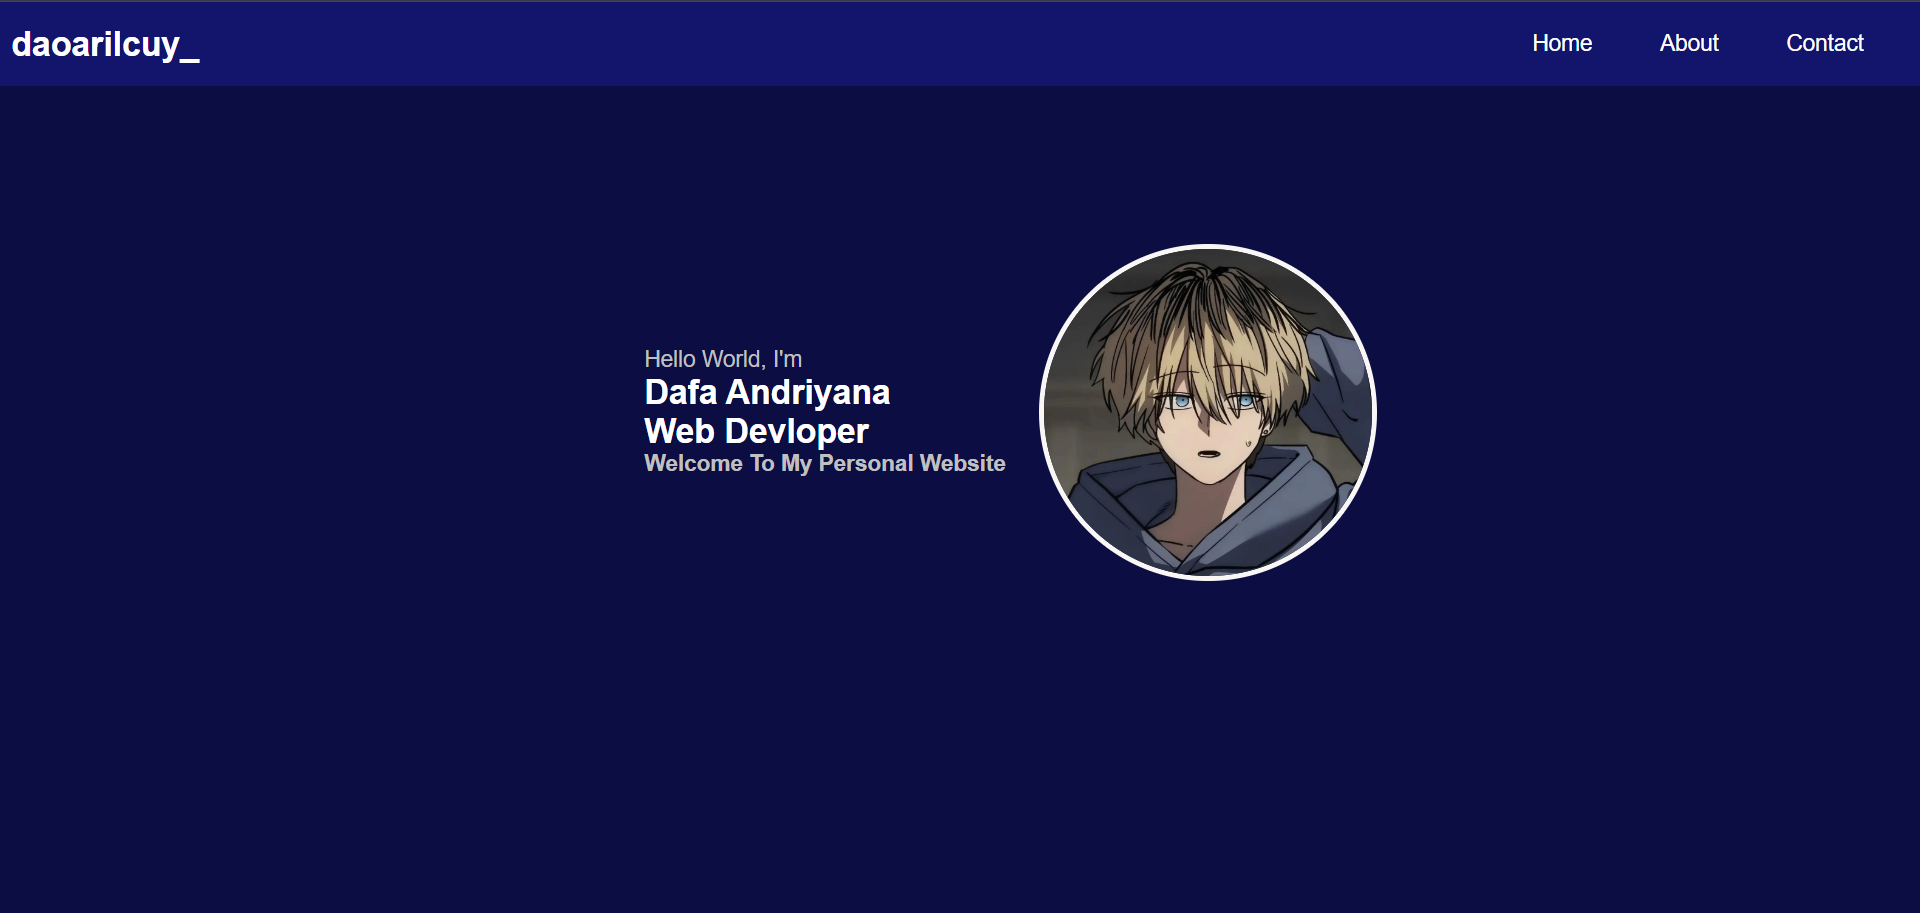 daoarilcuy_
Home About Contact
Hello World, I'm
Dafa Andriyana
Web Devloper
Welcome To My Personal Website